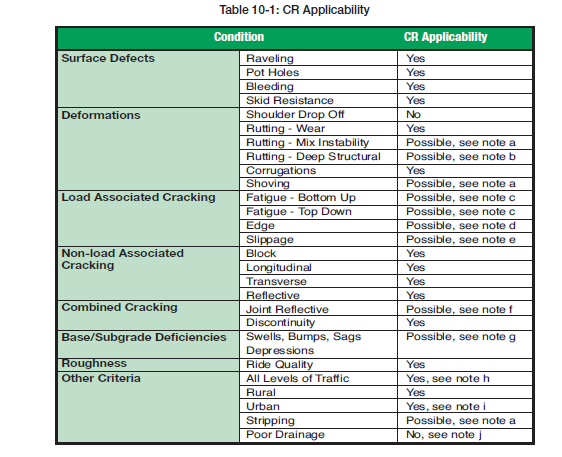 Table 10-1: CR Applicability
Condition CR Applicability
Surface Defects Raveling Yes
Pot Holes Yes
Bleeding Yes
Skid Resistance Yes
Deformations Shoulder Drop Off No
Rutting - Wear Yes
Rutting - Mix Instability Possible, see note a
Rutting - Deep Structural Possible, see note b
Corrugations Yes
Shoving Possible, see note a
Load Associated Cracking Fatigue - Bottom Up Possible, see note c
Fatigue - Top Down Possible, see note c
Edge Possible, see note d
Slippage Possible, see note e
Non-load Associated Block Yes
Cracking Longitudinal Yes
Transverse Yes
Reflective Yes
Combined Cracking Joint Reflective Possible, see note f
Discontinuity Yes
Base/Subgrade Deficiencies Swells, Bumps, Sags Possible, see note g
Depressions
Roughness Ride Quality Yes
Other Criteria All Levels of Traffic Yes, see note h
Rural Yes
Urban Yes, see note i
Stripping Possible, see note a
Poor Drainage No, see note j